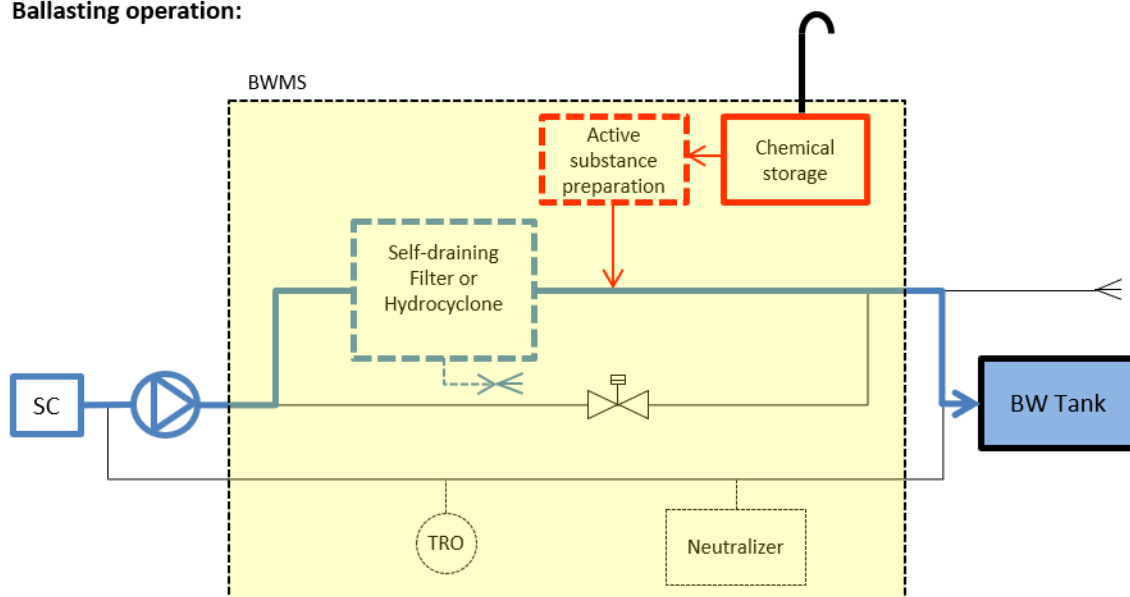 Ballasting operation:
BWMS
Active
substance
preparation
Chemical
storage
Self-draining
Filter or
Hydrocyclone
SC
BW Tank
TRO
Neutralizer